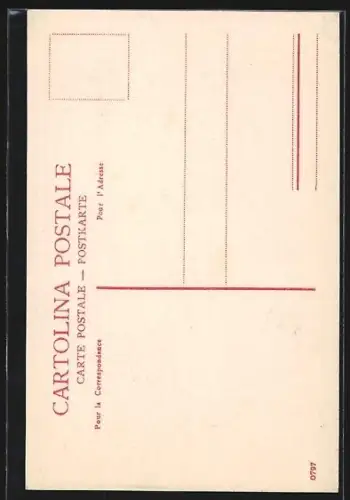 CARTOLINA POSTALE
CARTE POSTALE — POSTKARTE
Pour la Correspondance
Pour l'Adresse
0797